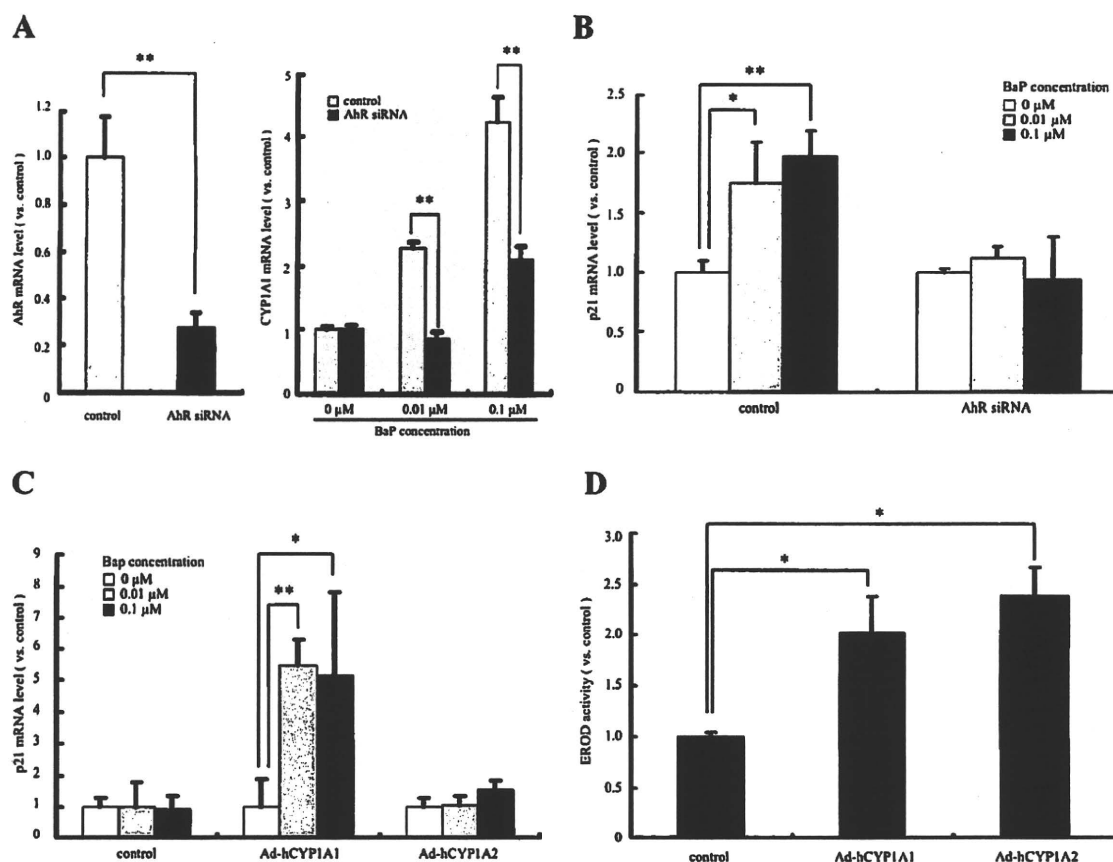 A
**
AhR mRNA level ( vs. control )
1.2
1.0
0.8
0.6
0.4
0.2
0
control
AhR siRNA
**
**
control
AhR siRNA
CYP1A1 mRNA level ( vs. control )
5
4
3
2
1
0
0 µM
0.01 µM
0.1 µM
BaP concentration
B
**
*
BaP concentration
0 µM
0.01 µM
0.1 µM
p21 mRNA level ( vs. control )
2.5
2.0
1.5
1.0
0.5
0
control
AhR siRNA
C
*
**
Bap concentration
0 µM
0.01 µM
0.1 µM
p21 mRNA level ( vs. control )
9
8
7
6
5
4
3
2
1
0
control
Ad-hCYP1A1
Ad-hCYP1A2
D
*
*
EROD activity ( vs. control )
3.0
2.5
2.0
1.5
1.0
0.5
0.0
control
Ad-hCYP1A1
Ad-hCYP1A2